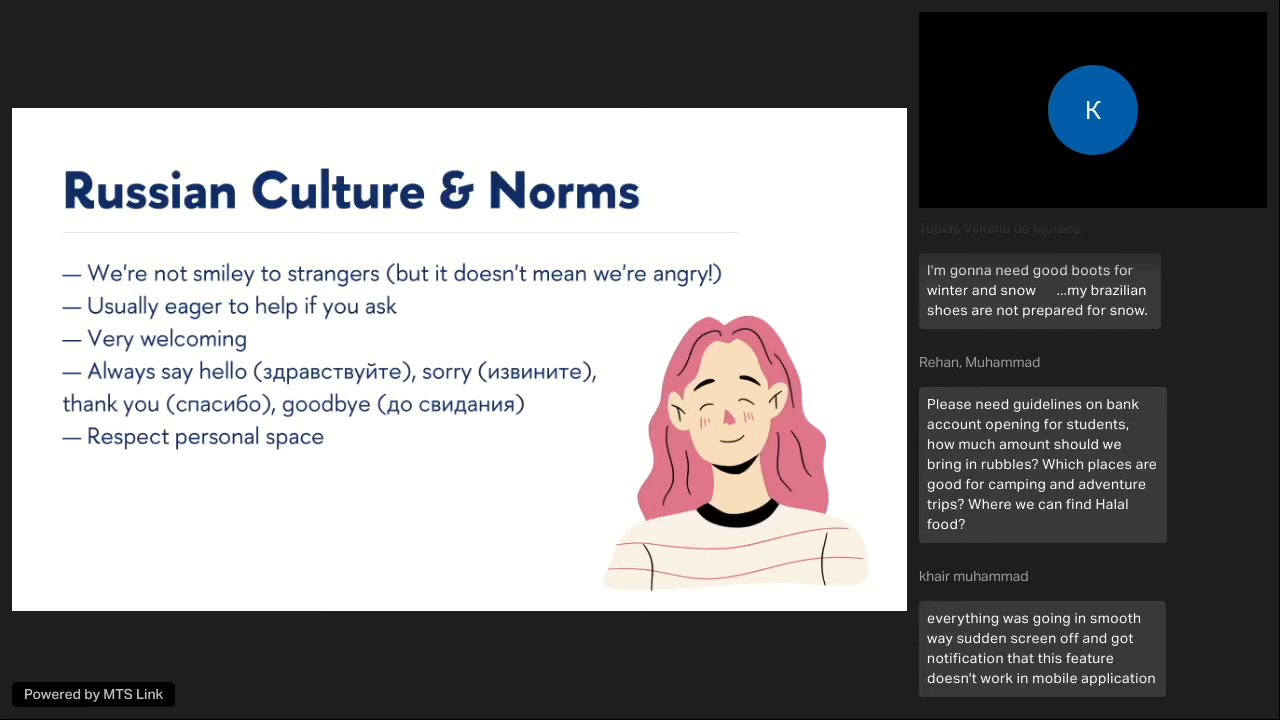 Russian Culture & Norms
— We're not smiley to strangers (but it doesn't mean we're angry!)
— Usually eager to help if you ask
— Very welcoming
— Always say hello (здравствуйте), sorry (извините),
thank you (спасибо), goodbye (до свидания)
— Respect personal space
Powered by MTS Link
K
Tobias Vilhena de Moraes
I'm gonna need good boots for
winter and snow ...my brazilian
shoes are not prepared for snow.
Rehan, Muhammad
Please need guidelines on bank
account opening for students,
how much amount should we
bring in rubbles? Which places are
good for camping and adventure
trips? Where we can find Halal
food?
khair muhammad
everything was going in smooth
way sudden screen off and got
notification that this feature
doesn't work in mobile application